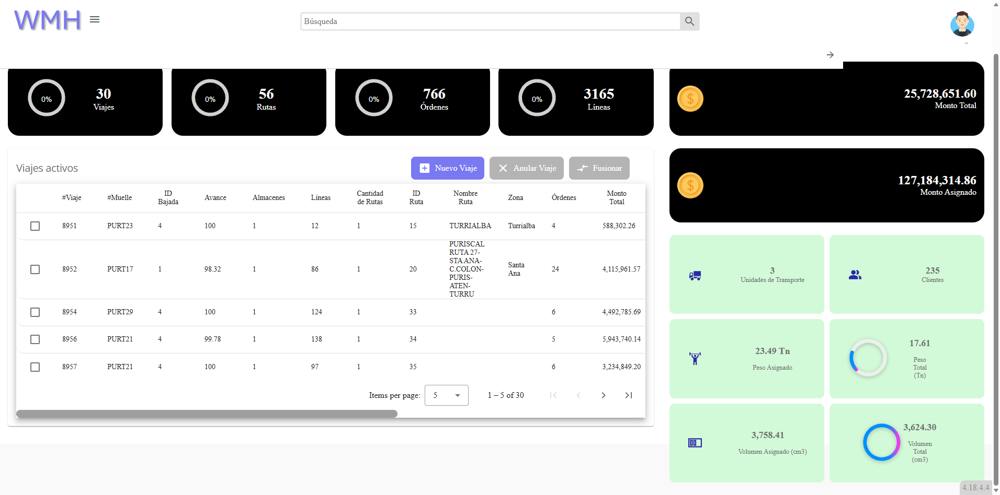 WMH
Búsqueda
0%
30
Viajes
0%
56
Rutas
0%
766
Órdenes
0%
3165
Líneas
$
25,728,651.60
Monto Total
$
127,184,314.86
Monto Asignado
Viajes activos
Nuevo Viaje
Anular Viaje
Fusionar
#Viaje #Muelle ID Bajada Avance Almacenes Líneas Cantidad de Rutas ID Ruta Nombre Ruta Zona Órdenes Monto Total
8951 PURT23 4 100 1 12 1 15 TURRIALBA Turrialba 4 588,302.26
8952 PURT17 1 98.32 1 86 1 20 PURISCAL RUTA 27-STA ANA-C.COLON-PURIS-ATEN-TURRU Santa Ana 24 4,115,961.57
8954 PURT29 4 100 1 124 1 33 6 4,492,785.69
8956 PURT21 4 99.78 1 138 1 34 5 5,943,740.14
8957 PURT21 4 100 1 97 1 35 6 3,234,849.20
Items per page: 5 1 – 5 of 30
3
Unidades de Transporte
235
Clientes
23.49 Tn
Peso Asignado
17.61
Peso
Total
(Tn)
3,758.41
Volumen Asignado (cm3)
3,624.30
Volumen
Total
(cm3)
4.18.4.4